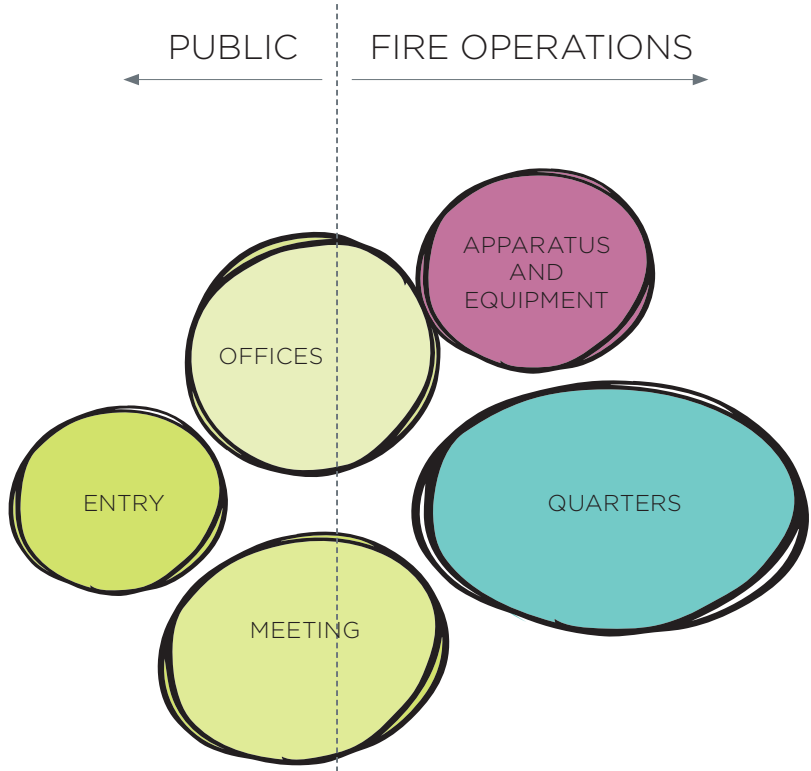 PUBLIC
FIRE OPERATIONS
APPARATUS
AND
EQUIPMENT
OFFICES
ENTRY
QUARTERS
MEETING